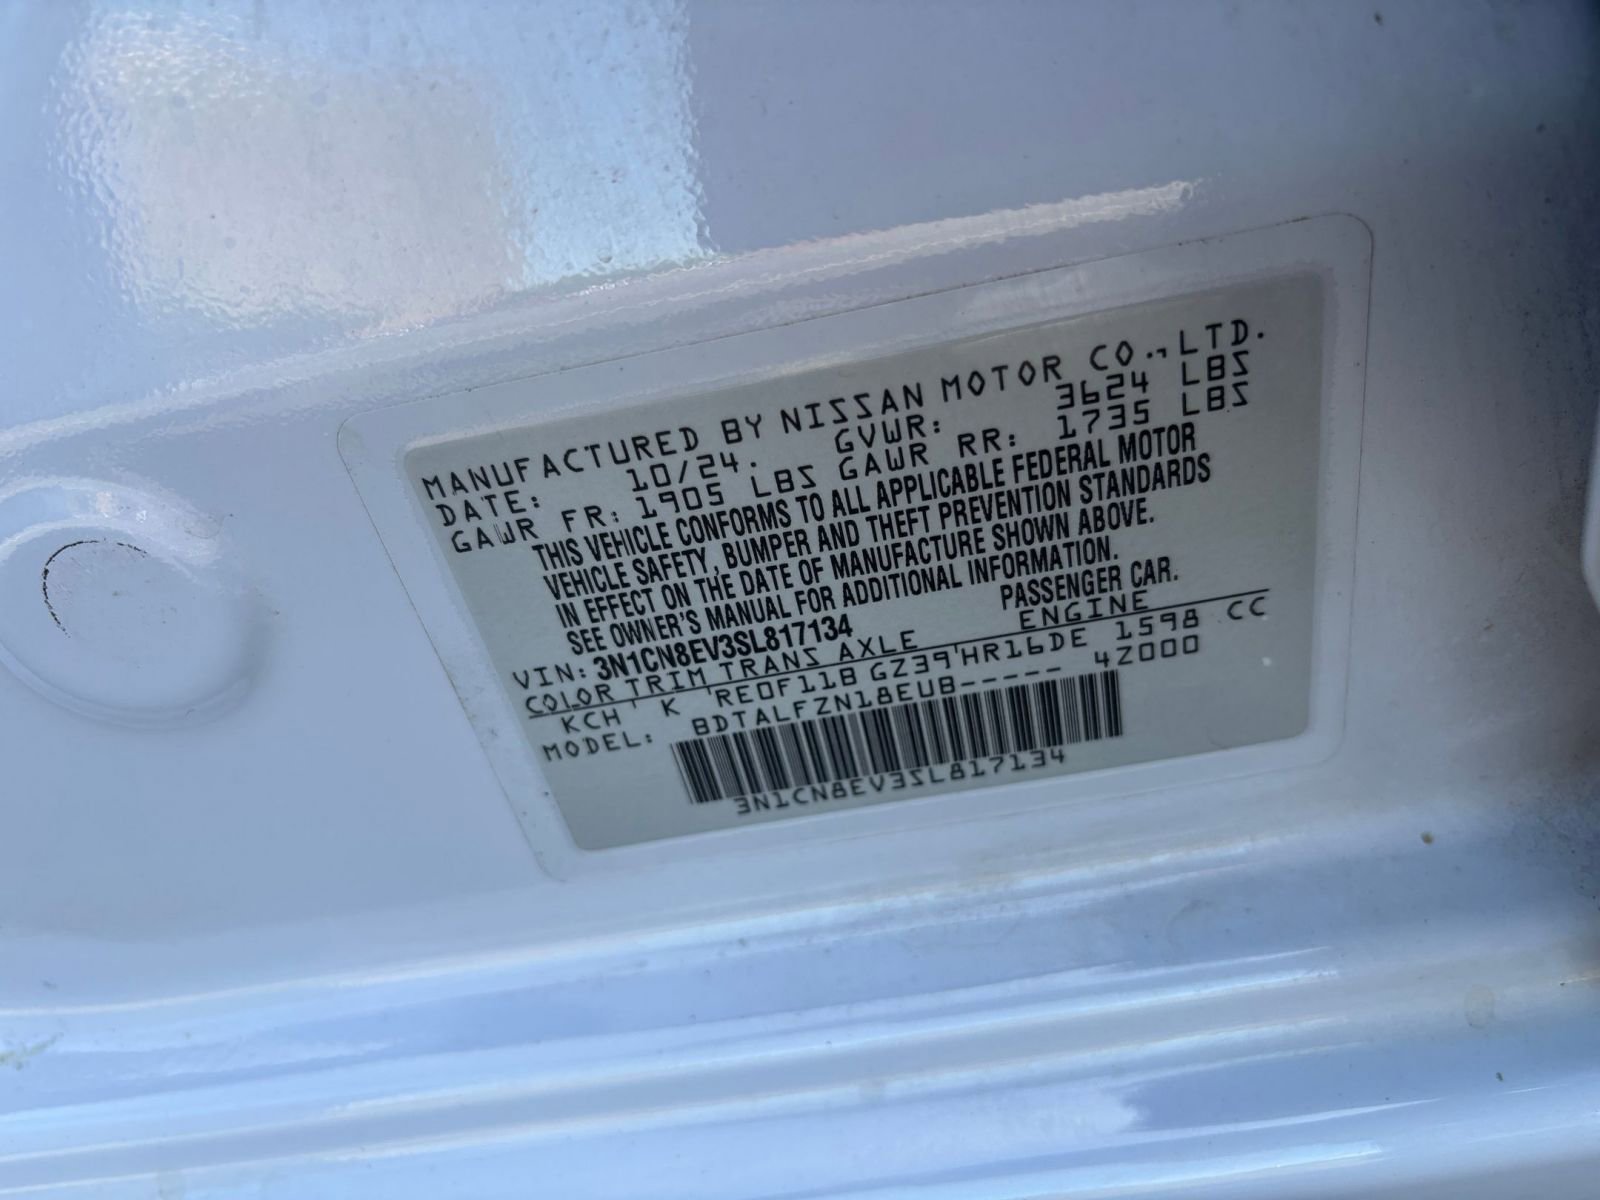 MANUFACTURED BY NISSAN MOTOR CO., LTD.
DATE: 10/24. GVWR: 3624 LBS
GAWR FR: 1905 LBS GAWR RR: 1735 LBS
THIS VEHICLE CONFORMS TO ALL APPLICABLE FEDERAL MOTOR
VEHICLE SAFETY, BUMPER AND THEFT PREVENTION STANDARDS
IN EFFECT ON THE DATE OF MANUFACTURE SHOWN ABOVE.
SEE OWNER'S MANUAL FOR ADDITIONAL INFORMATION.
VIN: 3N1CN8EV3SL817134 PASSENGER CAR.
COLOR TRIM TRANS AXLE ENGINE
KCH' K 'RE0F11B GZ39'HR16DE 1598 CC
MODEL: BDTALFZN18EUB----- 4Z000
3N1CN8EV3SL817134